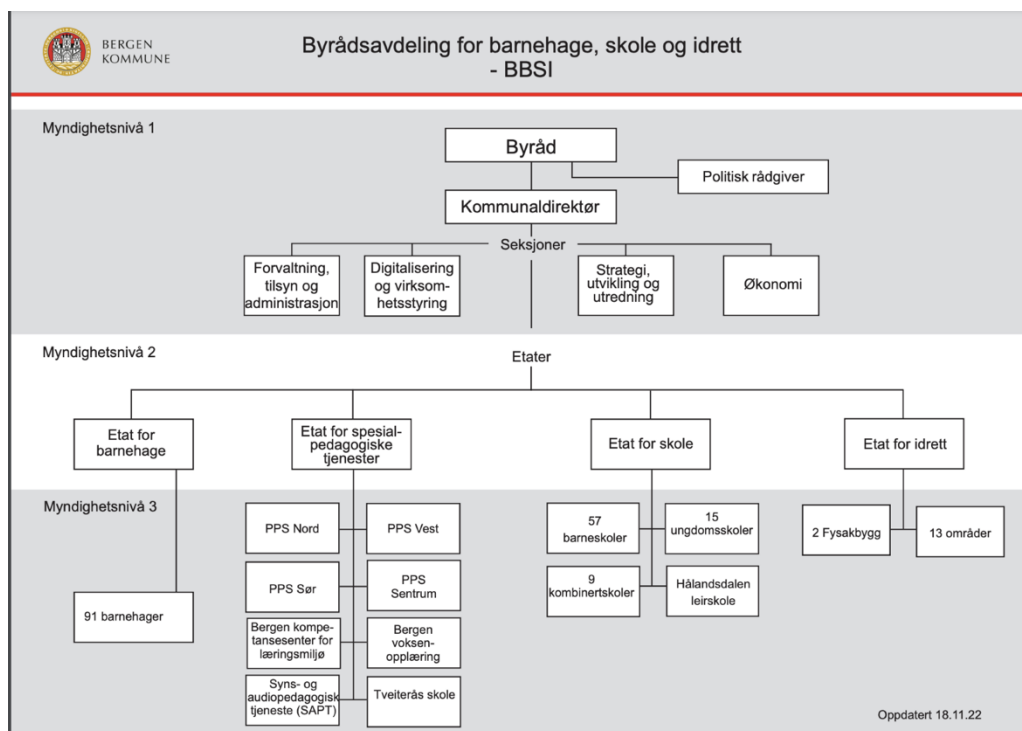 BERGEN
KOMMUNE
Byrådsavdeling for barnehage, skole og idrett
- BBSI
Myndighetsnivå 1
Byråd
Politisk rådgiver
Kommunaldirektør
Seksjoner
Forvaltning,
tilsyn og
administrasjon
Digitalisering
og virksom-
hetsstyring
Strategi,
utvikling og
utredning
Økonomi
Myndighetsnivå 2
Etater
Etat for
barnehage
Etat for spesial-
pedagogiske
tjenester
Etat for skole
Etat for idrett
Myndighetsnivå 3
91 barnehager
PPS Nord
PPS Vest
PPS Sør
PPS
Sentrum
Bergen kompe-
tansesenter for
læringsmiljø
Bergen
voksen-
opplæring
Syns- og
audiopedagogisk
tjeneste (SAPT)
Tveiterås skole
57
barneskoler
15
ungdomsskoler
9
kombinertskoler
Hålandsdalen
leirskole
2 Fysakbygg
13 områder
Oppdatert 18.11.22